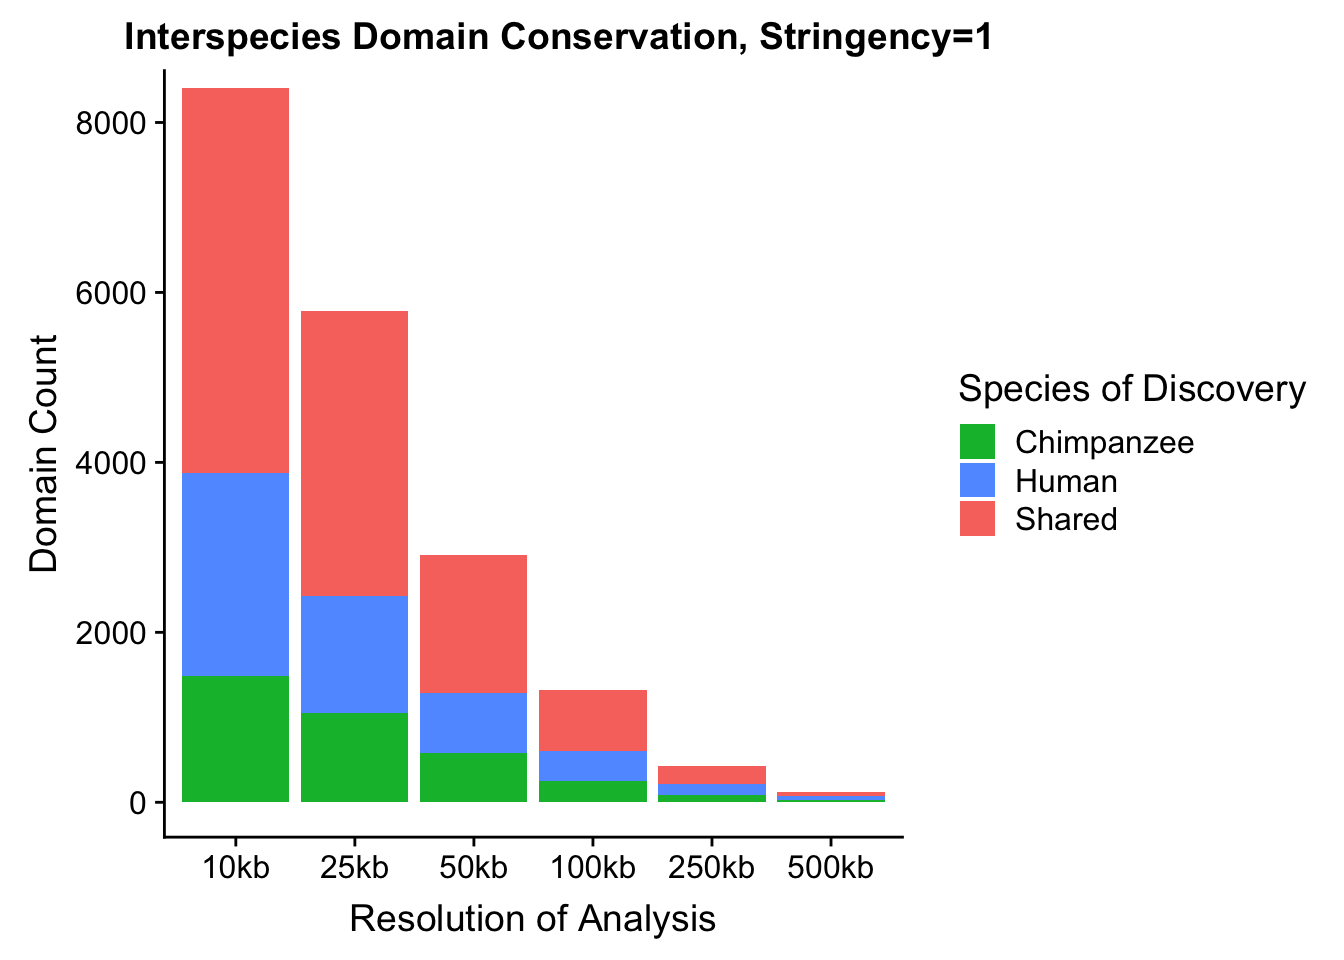 Interspecies Domain Conservation, Stringency=1
Domain Count
8000
6000
4000
2000
0
10kb 25kb 50kb 100kb 250kb 500kb
Resolution of Analysis
Species of Discovery
Chimpanzee
Human
Shared